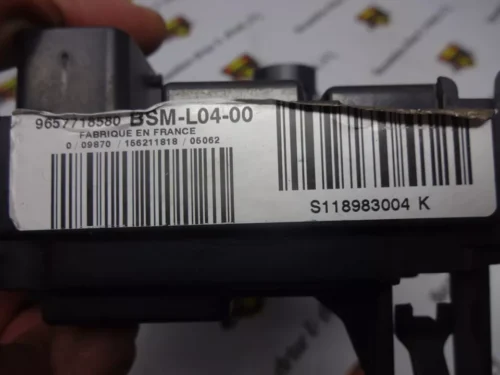 9657718580 BSM-L04-00
FABRIQUE EN FRANCE
0 / 09870 / 156211818 / 05062
S118983004 K